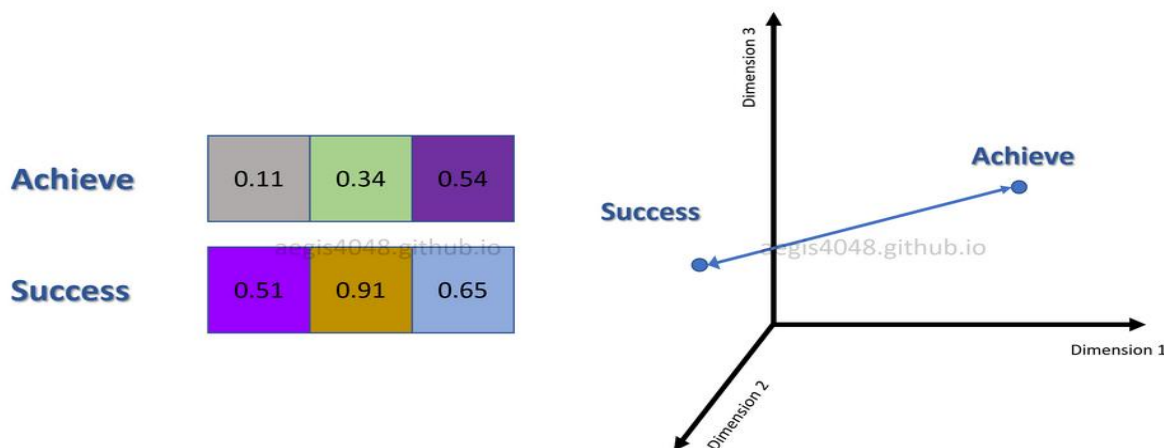 Achieve
0.11 0.34 0.54
aegis4048.github.io
Success
0.51 0.91 0.65
Dimension 3
Achieve
Success
aegis4048.github.io
Dimension 1
Dimension 2